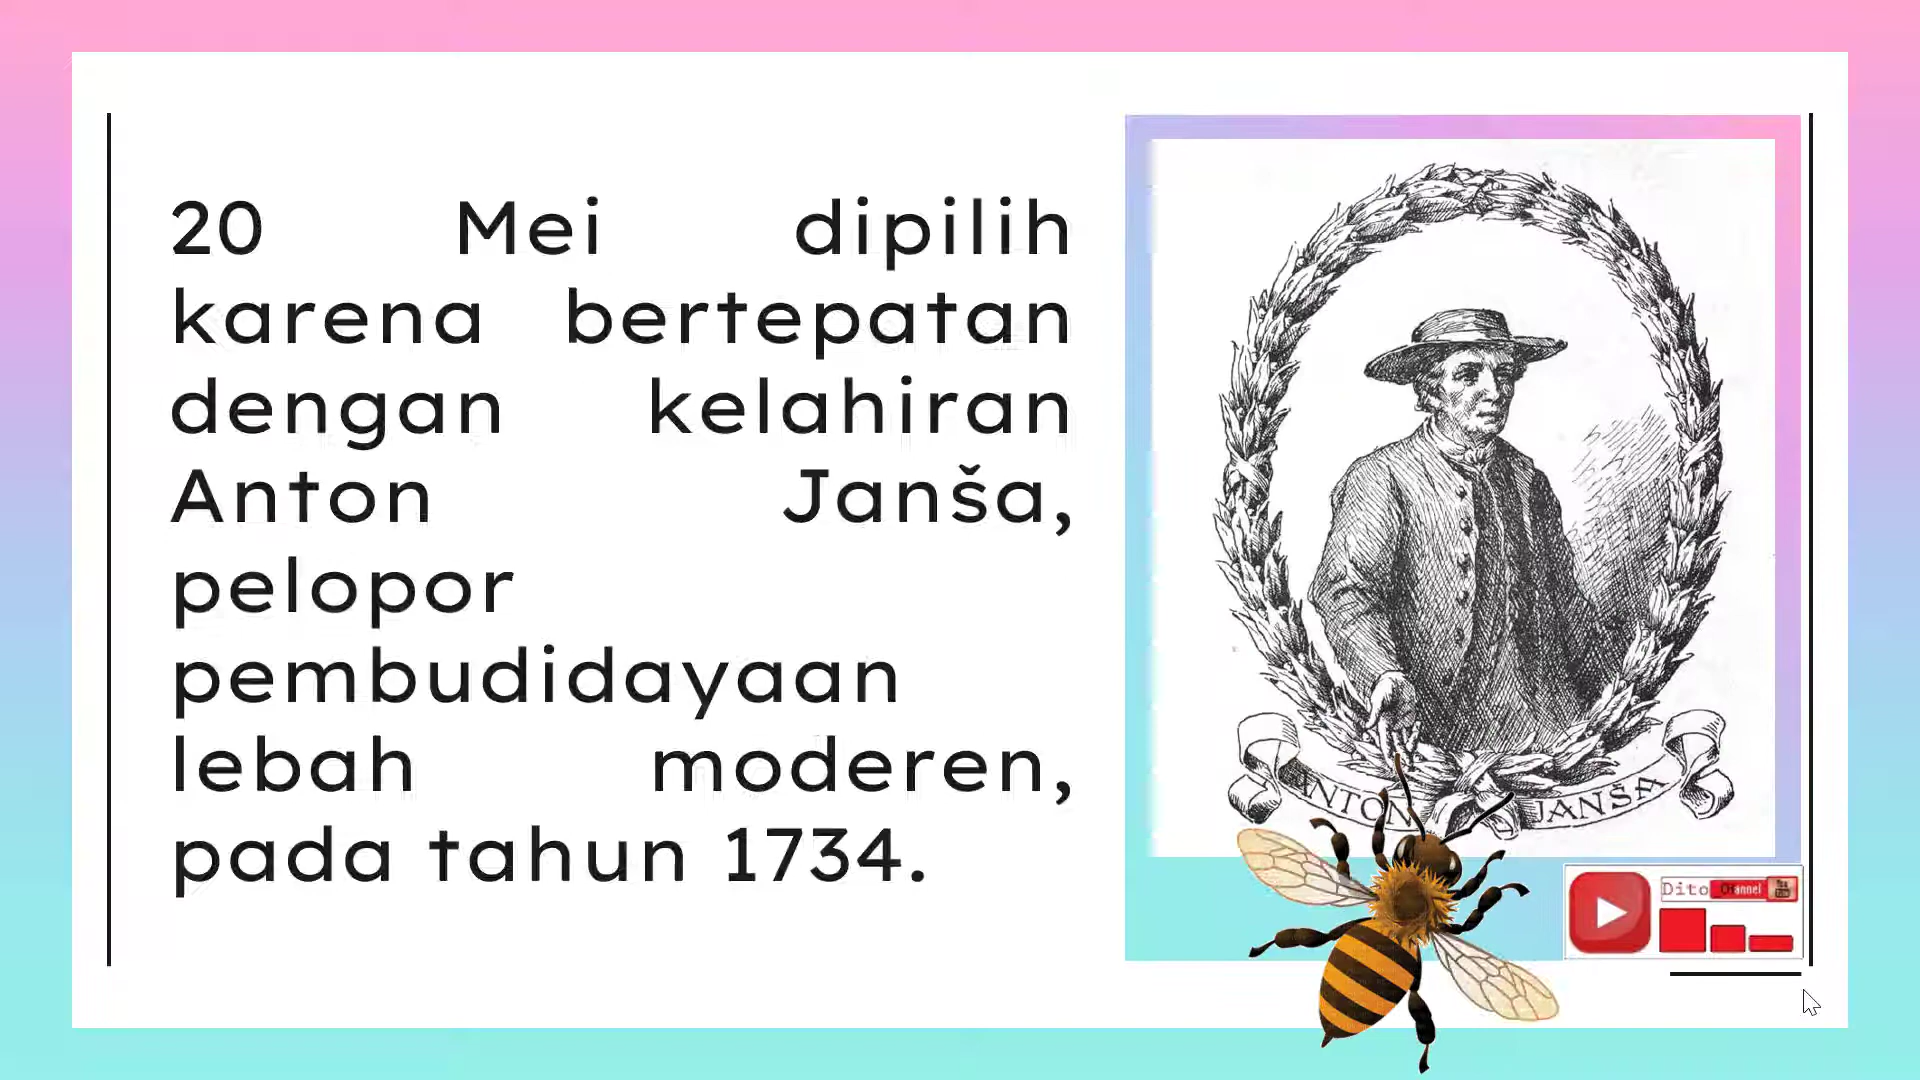 20 Mei dipilih
karena bertepatan
dengan kelahiran
Anton Janša,
pelopor
pembudidayaan
lebah moderen,
pada tahun 1734.
ANTON JANŠA
Dito